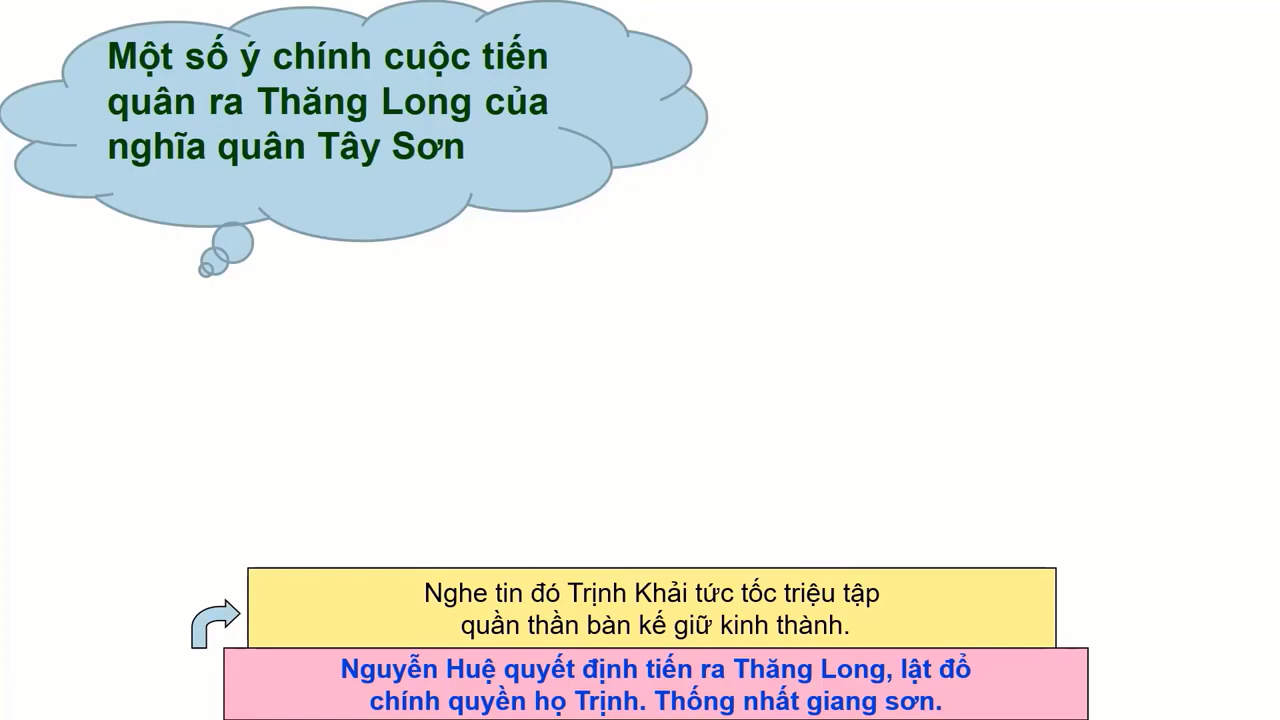 Một số ý chính cuộc tiến
quân ra Thăng Long của
nghĩa quân Tây Sơn
Nghe tin đó Trịnh Khải tức tốc triệu tập
quần thần bàn kế giữ kinh thành.
Nguyễn Huệ quyết định tiến ra Thăng Long, lật đổ
chính quyền họ Trịnh. Thống nhất giang sơn.